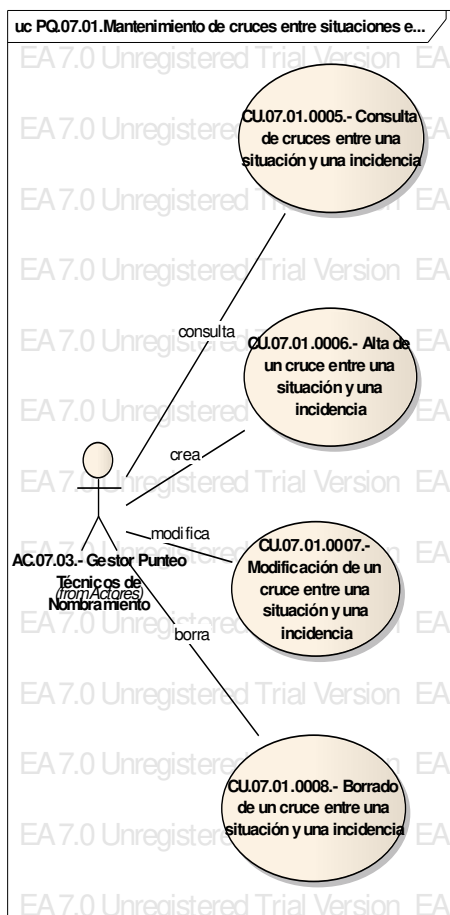 uc PQ.07.01.Mantenimiento de cruces entre situaciones e...
EA 7.0 Unregistered Trial Version EA
CU.07.01.0005.- Consulta
de cruces entre una
situación y una incidencia
consulta
CU.07.01.0006.- Alta de
un cruce entre una
situación y una
incidencia
crea
modifica
AC.07.03.- Gestor Punteo
Técnicos de
Nombramiento
(from Actores)
CU.07.01.0007.-
Modificación de un
cruce entre una
situación y una
incidencia
borra
CU.07.01.0008.- Borrado
de un cruce entre una
situación y una incidencia
EA 7.0 Unregistered Trial Version EA